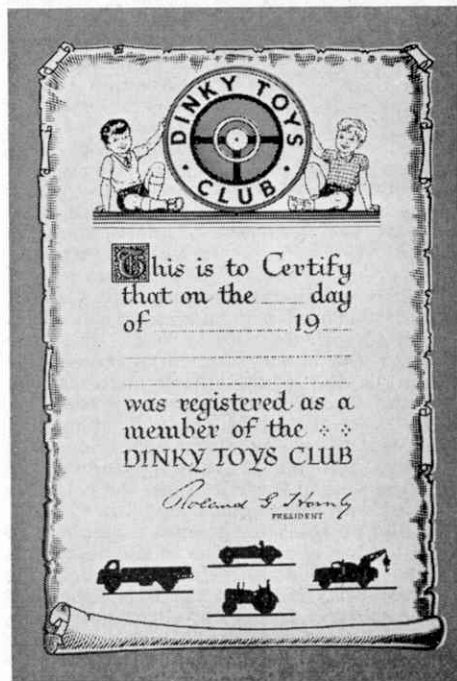 DINKY TOYS
CLUB
This is to Certify
that on the ...... day
of .................... 19 ......
was registered as a
member of the
DINKY TOYS CLUB
Roland G Hornby
PRESIDENT